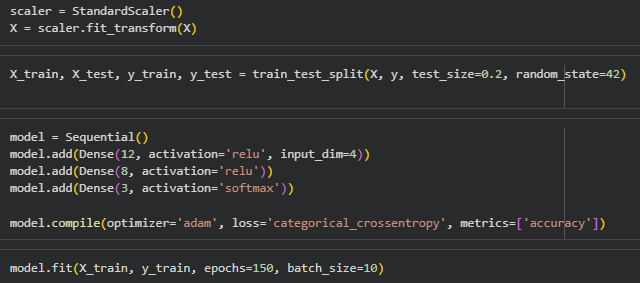 scaler = StandardScaler()
X = scaler.fit_transform(X)
X_train, X_test, y_train, y_test = train_test_split(X, y, test_size=0.2, random_state=42)
model = Sequential()
model.add(Dense(12, activation='relu', input_dim=4))
model.add(Dense(8, activation='relu'))
model.add(Dense(3, activation='softmax'))
model.compile(optimizer='adam', loss='categorical_crossentropy', metrics=['accuracy'])
model.fit(X_train, y_train, epochs=150, batch_size=10)